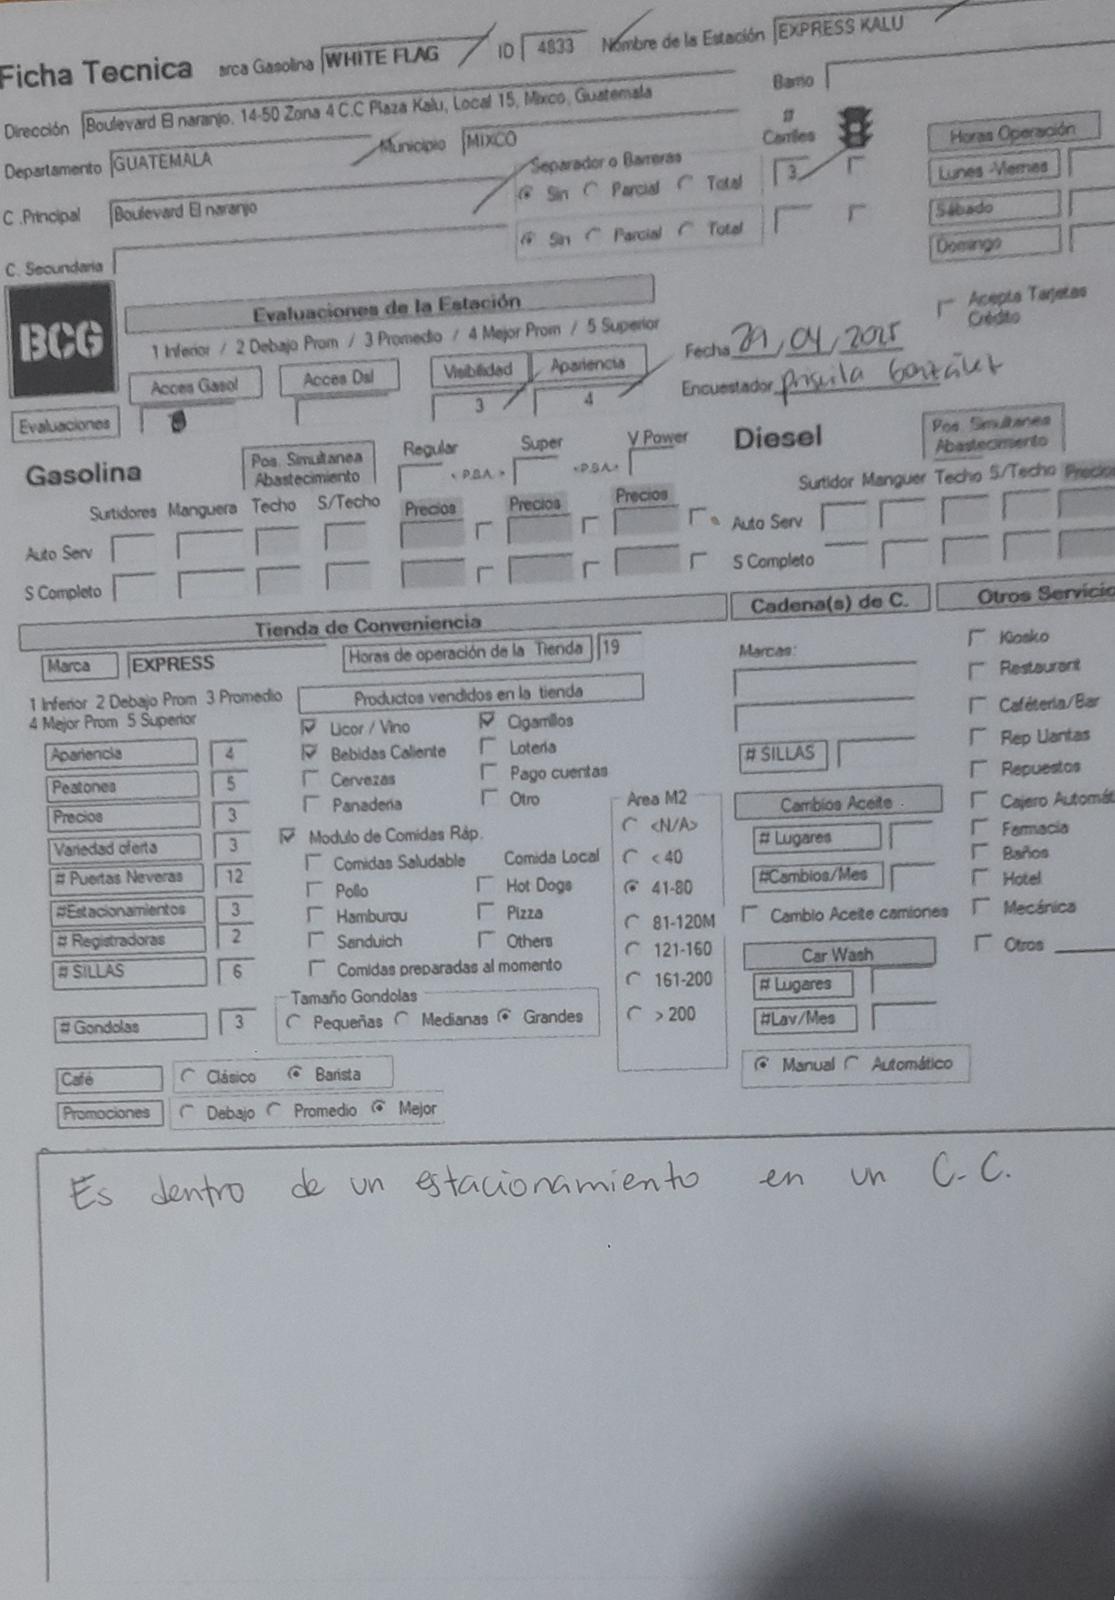 Ficha Tecnica arca Gasolina WHITE FLAG ID 4833 Nombre de la Estación EXPRESS KALU
Dirección Boulevard El naranjo. 14-50 Zona 4 C.C Plaza Kalu, Local 15, Mixco, Guatemala Barrio
Departamento GUATEMALA Municipio MIXCO # Carriles Horas Operación
Separador o Barreras
C .Principal Boulevard El naranjo Sin Parcial Total 3 Lunes -Viernes
C. Secundaria Sin Parcial Total Sábado
Domingo
BCG
Evaluaciones de la Estación
Acepta Tarjetas Crédito
1 Inferior / 2 Debajo Prom / 3 Promedio / 4 Mejor Prom / 5 Superior
Fecha 29/04/2025
Acces Gasol Acces Dsl Visibilidad Apariencia
Encuestador González
Evaluaciones 3 4
Gasolina Pos. Simultanea Abastecimiento Regular <P.S.A.> Super <P.S.A.> V Power
Diesel Pos. Simultanea Abastecimiento
Surtidores Manguera Techo S/Techo Precios Precios Precios
Surtidor Manguer Techo S/Techo Precios
Auto Serv Auto Serv
S Completo S Completo
Tienda de Conveniencia Cadena(s) de C. Otros Servicio
Marca EXPRESS Horas de operación de la Tienda 19 Marcas: Kiosko
1 Inferior 2 Debajo Prom 3 Promedio Productos vendidos en la tienda Restaurant
4 Mejor Prom 5 Superior Licor / Vino Cigarrillos Cafétería/Bar
Apariencia 4 Bebidas Caliente Lotería # SILLAS Rep Llantas
Peatones 5 Cervezas Pago cuentas Repuestos
Precios 3 Panaderia Otro Area M2 Cambios Aceite Cajero Automát
Variedad oferta 3 Modulo de Comidas Ráp. <N/A> # Lugares Farmacia
Baños
# Puertas Neveras 12 Comidas Saludable Comida Local < 40 #Cambios/Mes Hotel
#Estacionamientos 3 Pollo Hot Dogs 41-80 Cambio Aceite camiones Mecánica
# Registradoras 2 Hamburgu Pizza 81-120M Otros
# SILLAS 6 Sanduich Others 121-160 Car Wash
Comidas preparadas al momento 161-200 # Lugares
Tamaño Gondolas
# Gondolas 3 Pequeñas Medianas Grandes > 200 #Lav/Mes
Café Clásico Barista Manual Automático
Promociones Debajo Promedio Mejor
Es dentro de un estacionamiento en un C.C.